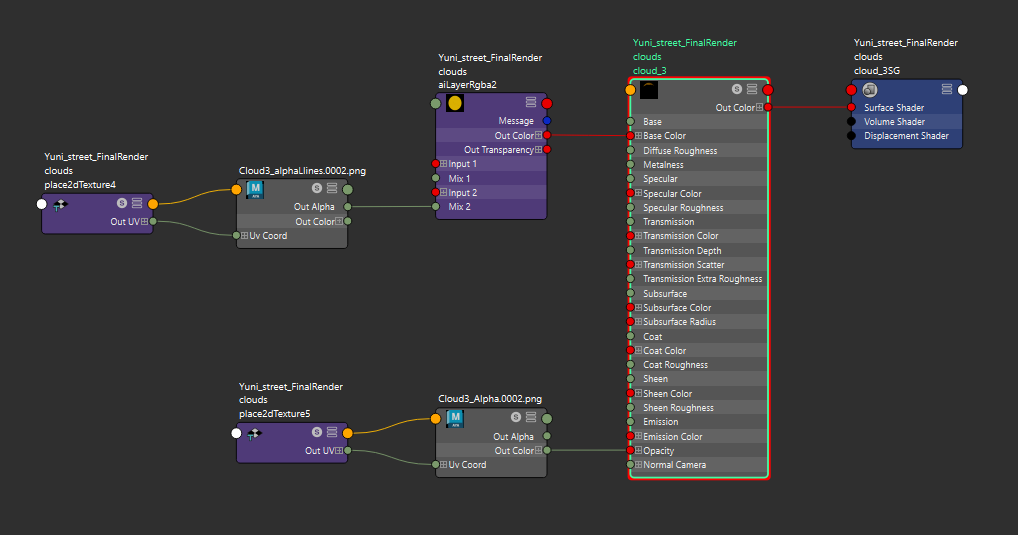 Yuni_street_FinalRender
clouds
place2dTexture4
S
Out UV
Cloud3_alphaLlines.0002.png
M
S
Out Alpha
Out Color
Uv Coord
Yuni_street_FinalRender
clouds
aiLayerRgba2
Message
Out Color
Out Transparency
Input 1
Mix 1
Input 2
Mix 2
Yuni_street_FinalRender
clouds
cloud_3
S
Out Color
Base
Base Color
Diffuse Roughness
Metalness
Specular
Specular Color
Specular Roughness
Transmission
Transmission Color
Transmission Depth
Transmission Scatter
Transmission Extra Roughness
Subsurface
Subsurface Color
Subsurface Radius
Coat
Coat Color
Coat Roughness
Sheen
Sheen Color
Sheen Roughness
Emission
Emission Color
Opacity
Normal Camera
Yuni_street_FinalRender
clouds
cloud_3SG
Surface Shader
Volume Shader
Displacement Shader
Yuni_street_FinalRender
clouds
place2dTexture5
S
Out UV
Cloud3_Alpha.0002.png
M
S
Out Alpha
Out Color
Uv Coord